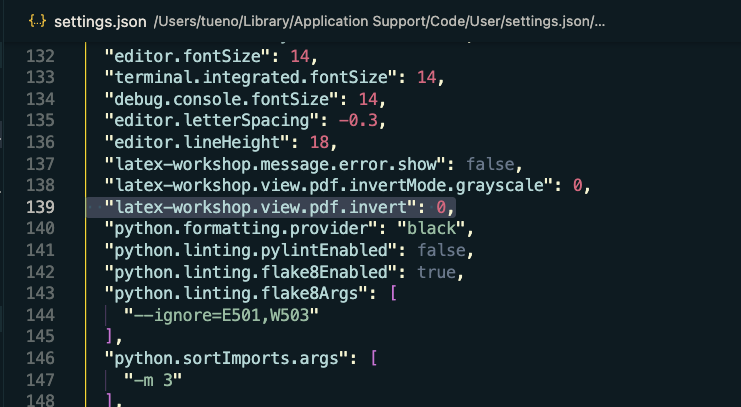 {..} settings.json /Users/tueno/Library/Application Support/Code/User/settings.json/...
132 "editor.fontSize": 14,
133 "terminal.integrated.fontSize": 14,
134 "debug.console.fontSize": 14,
135 "editor.letterSpacing": -0.3,
136 "editor.lineHeight": 18,
137 "latex-workshop.message.error.show": false,
138 "latex-workshop.view.pdf.invertMode.grayscale": 0,
139 "latex-workshop.view.pdf.invert": 0,
140 "python.formatting.provider": "black",
141 "python.linting.pylintEnabled": false,
142 "python.linting.flake8Enabled": true,
143 "python.linting.flake8Args": [
144 "--ignore=E501,W503"
145 ],
146 "python.sortImports.args": [
147 "-m 3"
148 ],